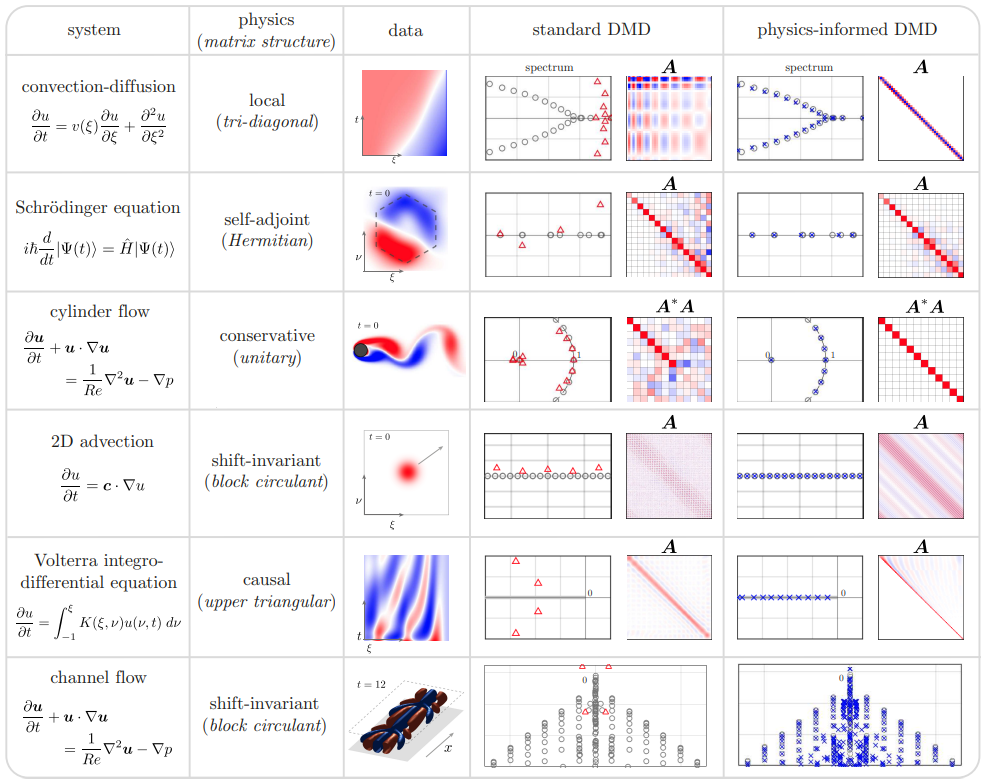 system
physics
(matrix structure)
data
standard DMD
physics-informed DMD
convection-diffusion
∂u/∂t = v(ξ) ∂u/∂ξ + ∂²u/∂ξ²
local
(tri-diagonal)
t
ξ
spectrum
A
spectrum
A
Schrödinger equation
iħ d/dt |Ψ(t)⟩ = Ĥ|Ψ(t)⟩
self-adjoint
(Hermitian)
t = 0
ν
ξ
A
A
cylinder flow
∂u/∂t + u · ∇u
= 1/Re ∇²u − ∇p
conservative
(unitary)
t = 0
0
1
A*A
0
1
A*A
2D advection
∂u/∂t = c · ∇u
shift-invariant
(block circulant)
t = 0
ν
ξ
A
A
Volterra integro-
differential equation
∂u/∂t = ∫₋₁^ξ K(ξ, ν)u(ν, t) dν
causal
(upper triangular)
t
ξ
0
A
0
A
channel flow
∂u/∂t + u · ∇u
= 1/Re ∇²u − ∇p
shift-invariant
(block circulant)
t = 12
x
0
0